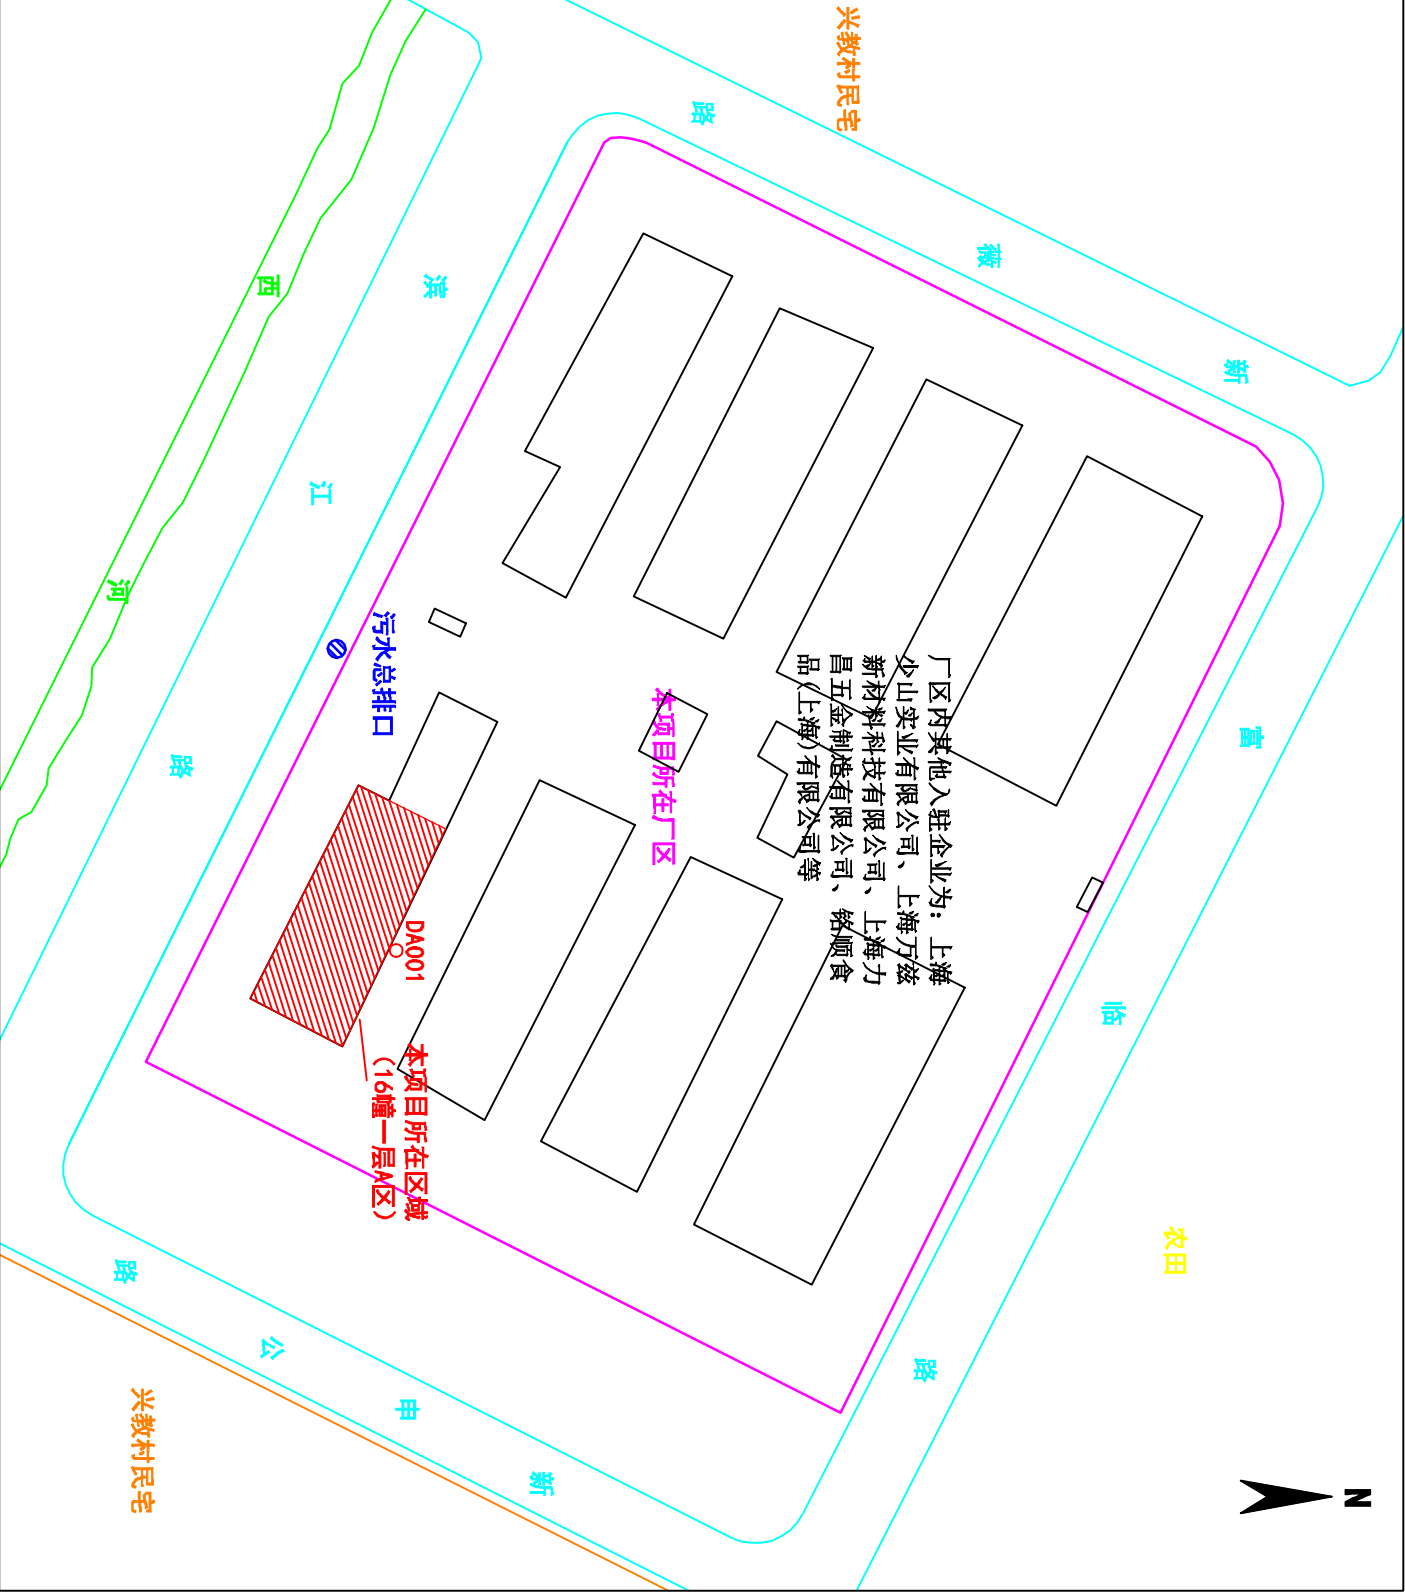 N
新薇路
富临路
农田
兴教村民宅
厂区内其他入驻企业为：上海
少山实业有限公司、上海万兹
新材料科技有限公司、上海力
昌五金制造有限公司、铭顺食
品(上海)有限公司等
本项目所在厂区
新申公路
滨江路
DA001
本项目所在区域
（16幢一层A区）
污水总排口
西河
兴教村民宅